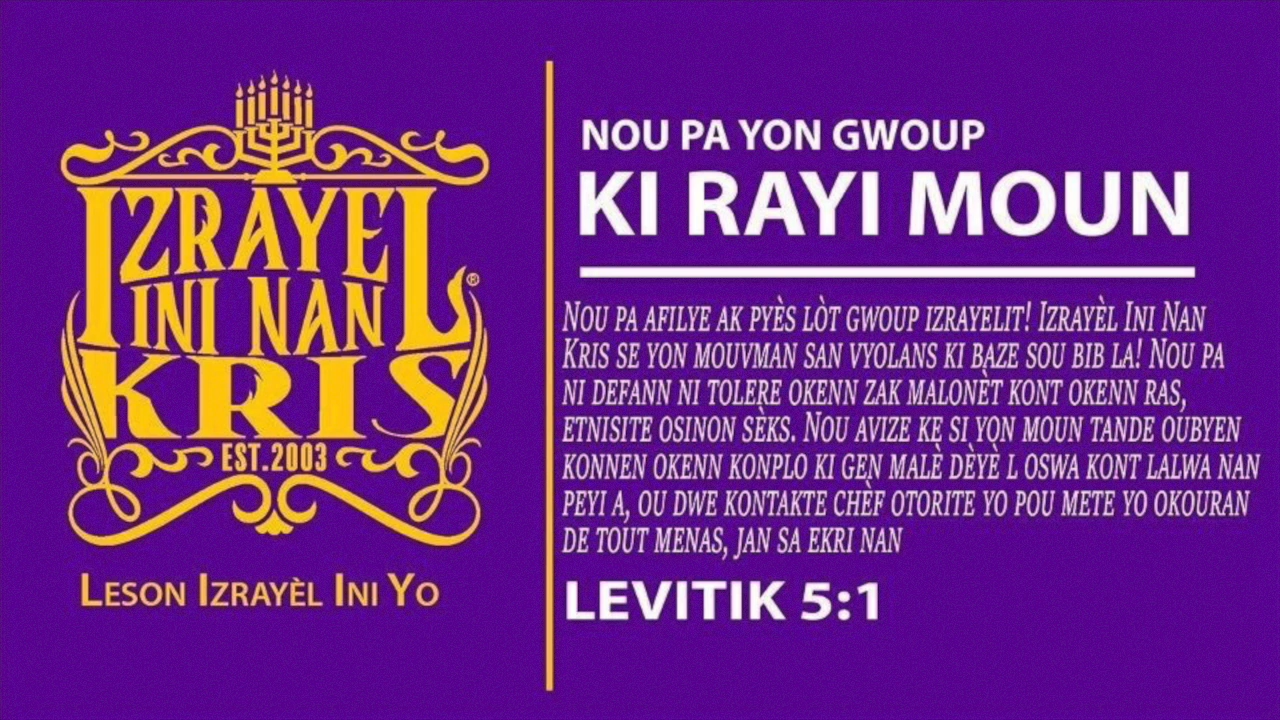 IZRAYEL
INI NAN
KRIS
EST.2003
LESON IZRAYÈL INI YO
NOU PA YON GWOUP
KI RAYI MOUN
NOU PA AFILYE AK PYÈS LÒT GWOUP IZRAYELIT! IZRAYÈL INI NAN
KRIS SE YON MOUVMAN SAN VYOLANS KI BAZE SOU BIB LA! NOU PA
NI DEFANN NI TOLERE OKENN ZAK MALONÈT KONT OKENN RAS,
ETNISITE OSINON SÈKS. NOU AVIZE KE SI YON MOUN TANDE OUBYEN
KONNEN OKENN KONPLO KI GEN MALÈ DÈYÈ L OSWA KONT LALWA NAN
PEYI A, OU DWE KONTAKTE CHÈF OTORITE YO POU METE YO OKOURAN
DE TOUT MENAS, JAN SA EKRI NAN
LEVITIK 5:1